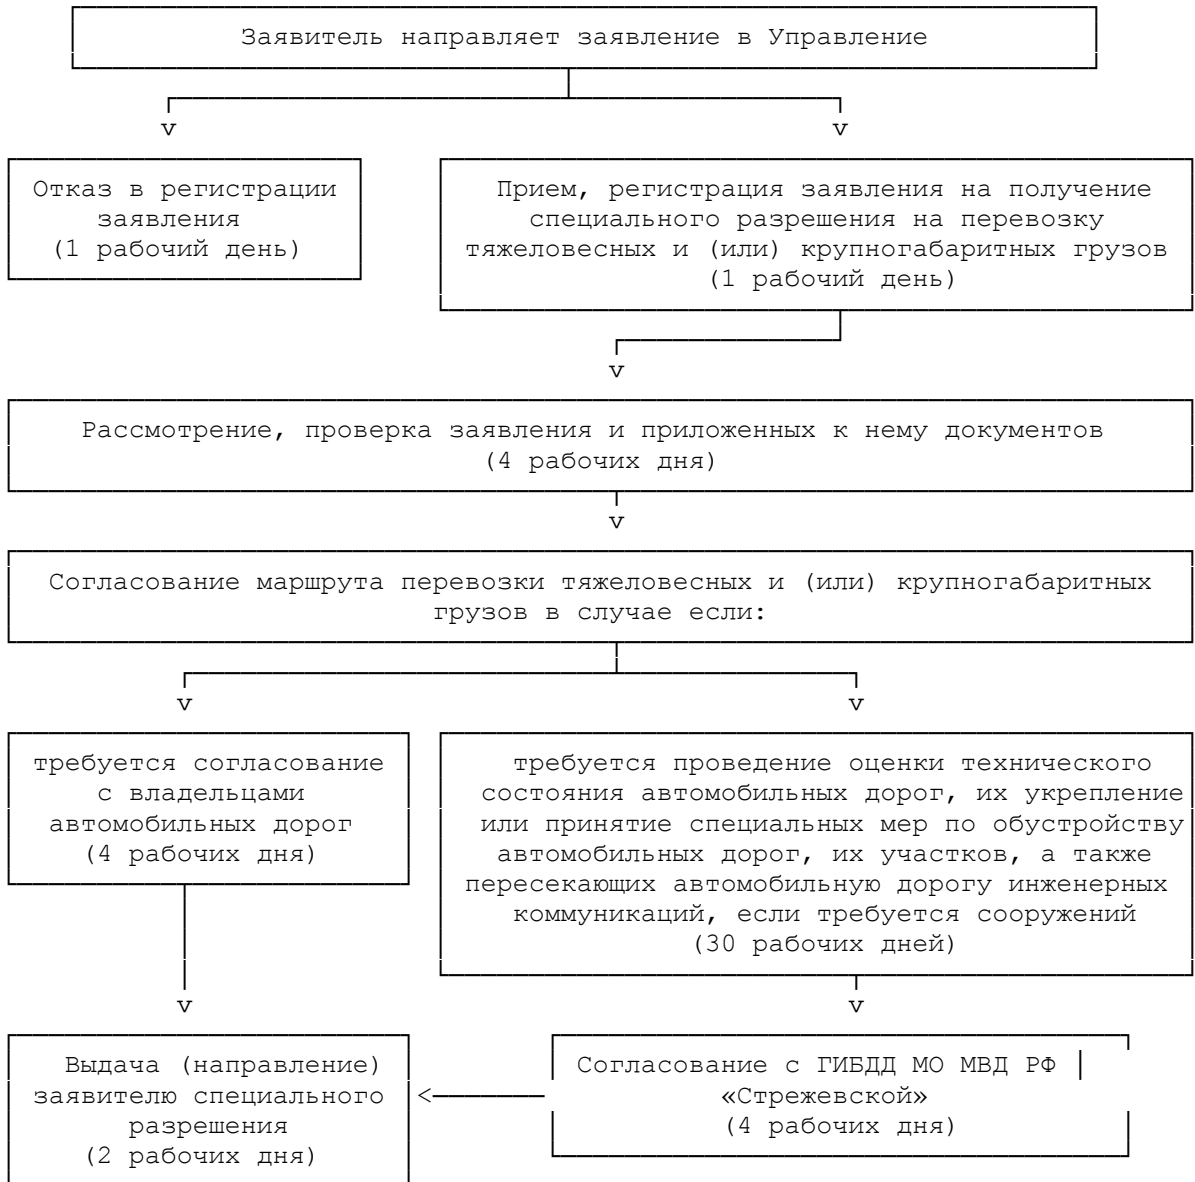 Заявитель направляет заявление в Управление
v
v
Отказ в регистрации
заявления
(1 рабочий день)
Прием, регистрация заявления на получение
специального разрешения на перевозку
тяжеловесных и (или) крупногабаритных грузов
(1 рабочий день)
v
Рассмотрение, проверка заявления и приложенных к нему документов
(4 рабочих дня)
v
Согласование маршрута перевозки тяжеловесных и (или) крупногабаритных
грузов в случае если:
v
v
требуется согласование
с владельцами
автомобильных дорог
(4 рабочих дня)
требуется проведение оценки технического
состояния автомобильных дорог, их укрепление
или принятие специальных мер по обустройству
автомобильных дорог, их участков, а также
пересекающих автомобильную дорогу инженерных
коммуникаций, если требуется сооружений
(30 рабочих дней)
v
v
Выдача (направление)
заявителю специального
разрешения
(2 рабочих дня)
Согласование с ГИБДД МО МВД РФ
«Стрежевской»
(4 рабочих дня)